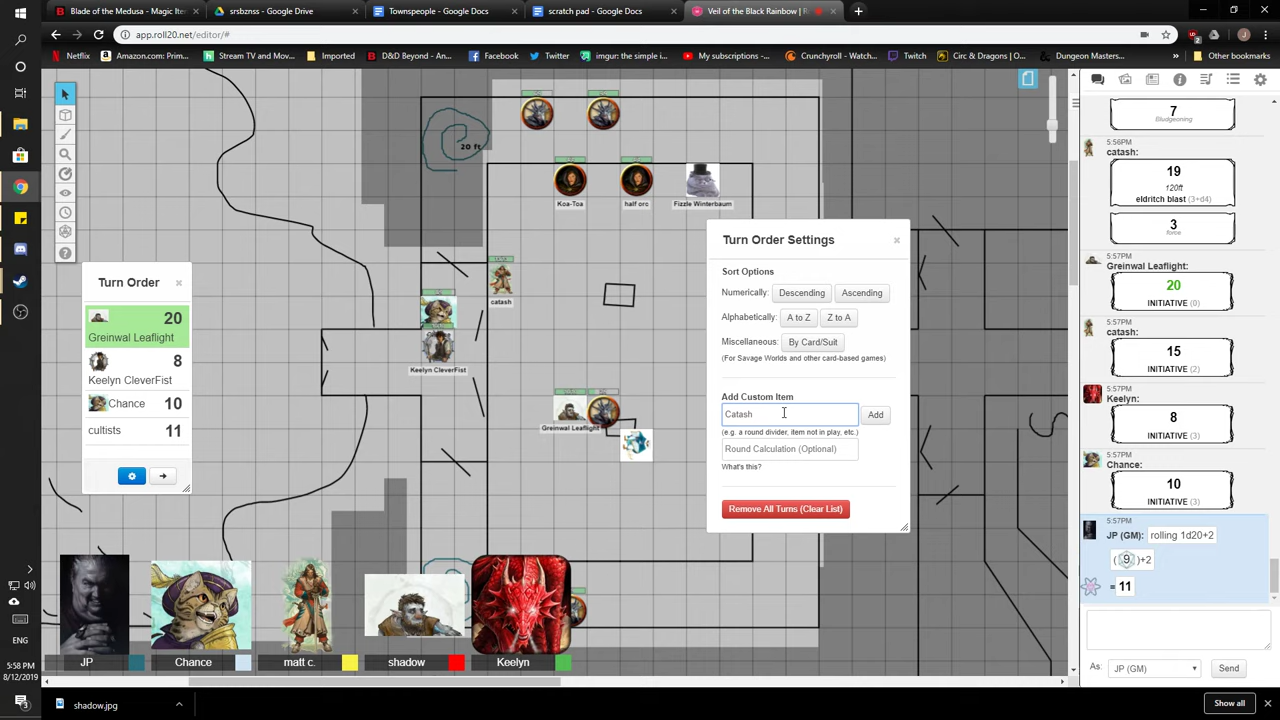 Blade of the Medusa - Magic Ite
srsbznss - Google Drive
Townspeople - Google Docs
scratch pad - Google Docs
Veil of the Black Rainbow | R
app.roll20.net/editor/#
Netflix
Amazon.com: Prim
Stream TV and Mov
Imported
D&D Beyond - An O
Facebook
Twitter
imgur: the simple i
My subscriptions -
Crunchyroll - Watch
Twitch
Circ & Dragons | O
Dungeon Masters
Other bookmarks
20 ft
Koa-Toa
half orc
Fizzle Winterbaum
catash
Keelyn CleverFist
Greinwal Leaflight
Turn Order
20
Greinwal Leaflight
8
Keelyn CleverFist
Chance 10
cultists 11
Turn Order Settings
Sort Options
Numerically: Descending Ascending
Alphabetically: A to Z Z to A
Miscellaneous: By Card/Suit
(For Savage Worlds and other card-based games)
Add Custom Item
Catash Add
(e.g. a round divider, item not in play, etc.)
Round Calculation (Optional)
What's this?
Remove All Turns (Clear List)
7
Bludgeoning
5:56PM
catash:
19
120ft
eldritch blast (3+d4)
3
force
5:57PM
Greinwal Leaflight:
20
INITIATIVE (0)
5:57PM
catash:
15
INITIATIVE (2)
5:57PM
Keelyn:
8
INITIATIVE (3)
5:57PM
Chance:
10
INITIATIVE (3)
5:57PM
JP (GM): rolling 1d20+2
(9)+2
= 11
As: JP (GM) Send
JP
Chance
matt c.
shadow
Keelyn
ENG
5:58 PM
8/12/2019
shadow.jpg
Show all